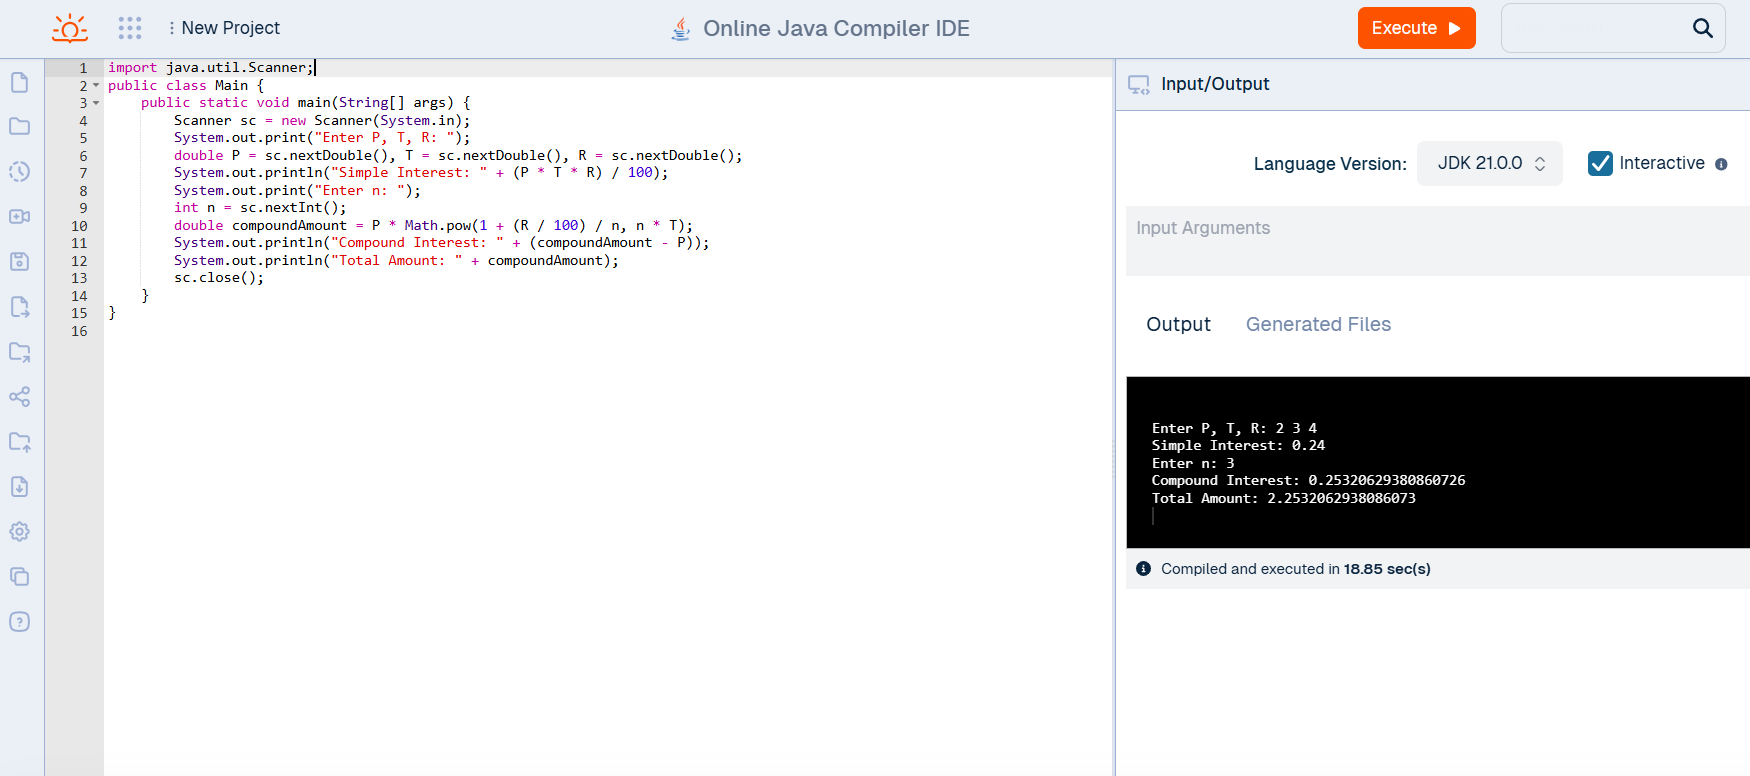 New Project
Online Java Compiler IDE
Execute
1 import java.util.Scanner;
2 public class Main {
3     public static void main(String[] args) {
4         Scanner sc = new Scanner(System.in);
5         System.out.print("Enter P, T, R: ");
6         double P = sc.nextDouble(), T = sc.nextDouble(), R = sc.nextDouble();
7         System.out.println("Simple Interest: " + (P * T * R) / 100);
8         System.out.print("Enter n: ");
9         int n = sc.nextInt();
10         double compoundAmount = P * Math.pow(1 + (R / 100) / n, n * T);
11         System.out.println("Compound Interest: " + (compoundAmount - P));
12         System.out.println("Total Amount: " + compoundAmount);
13         sc.close();
14     }
15 }
16
Input/Output
Language Version: JDK 21.0.0 Interactive
Input Arguments
Output Generated Files
Enter P, T, R: 2 3 4
Simple Interest: 0.24
Enter n: 3
Compound Interest: 0.25320629380860726
Total Amount: 2.2532062938086073
Compiled and executed in 18.85 sec(s)